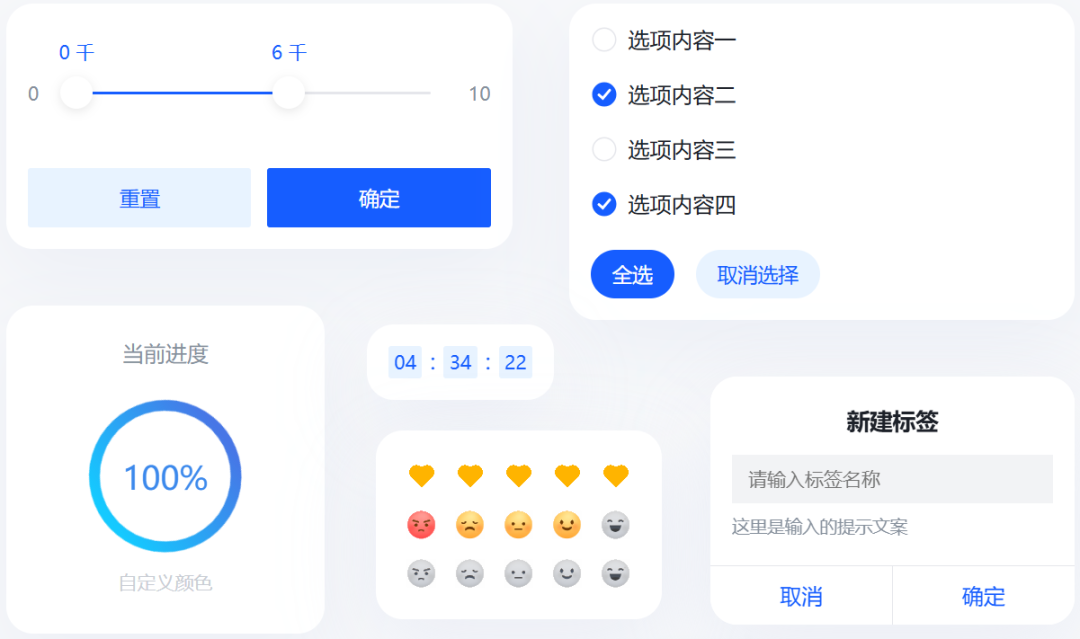 0 千 6 千
0 10
重置 确定
选项内容一
选项内容二
选项内容三
选项内容四
全选 取消选择
当前进度
100%
自定义颜色
04 : 34 : 22
新建标签
请输入标签名称
这里是输入的提示文案
取消 确定